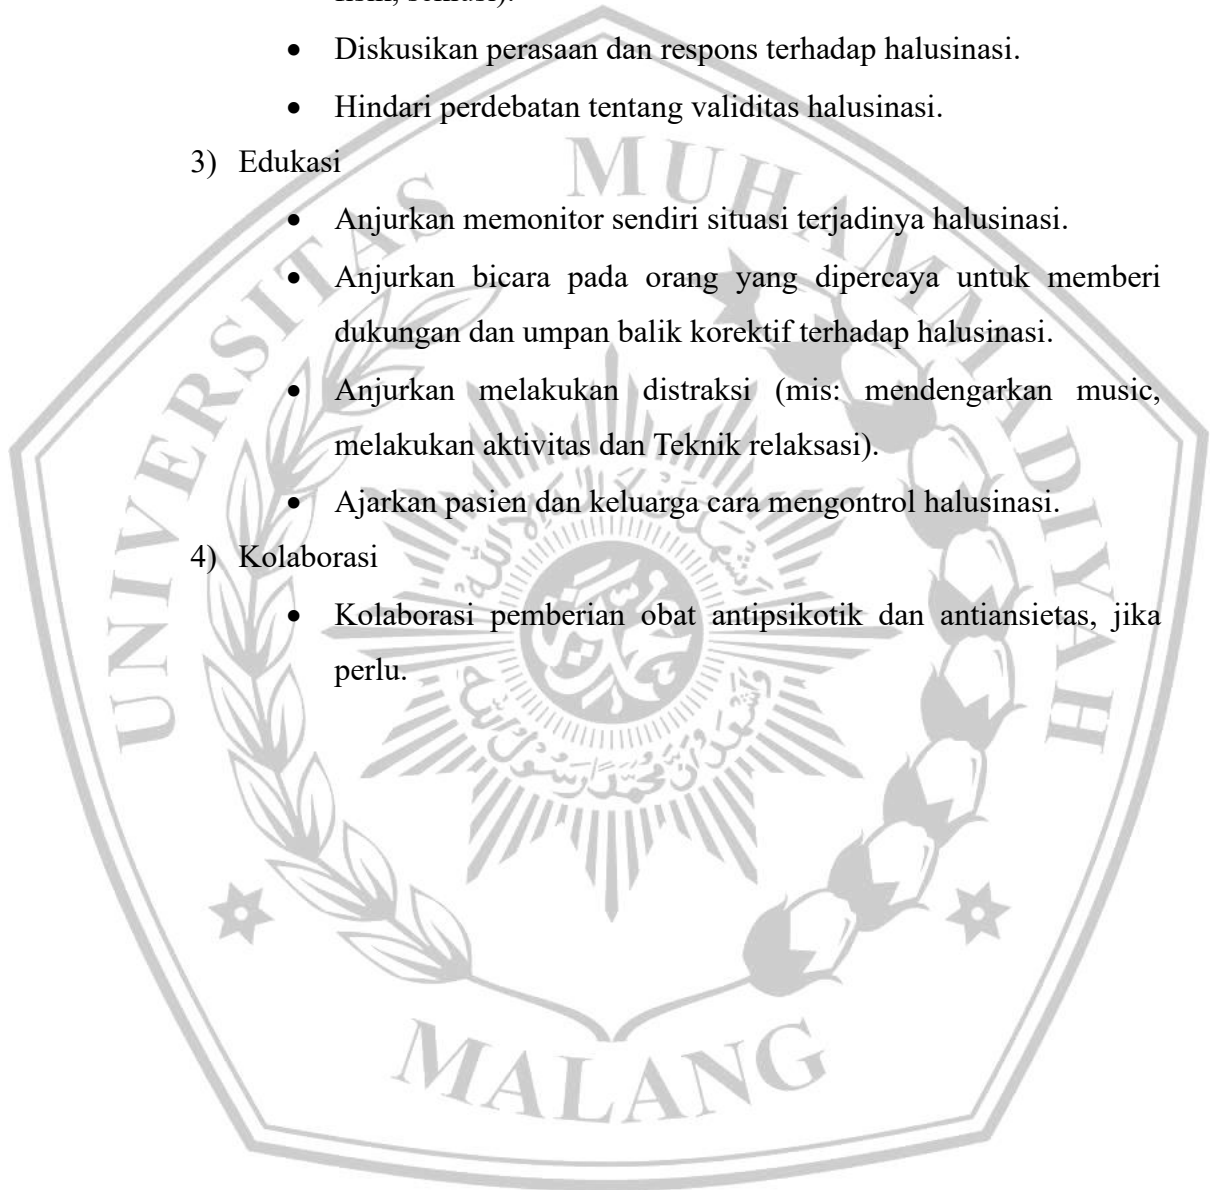 • Diskusikan perasaan dan respons terhadap halusinasi.
• Hindari perdebatan tentang validitas halusinasi.
3) Edukasi
• Anjurkan memonitor sendiri situasi terjadinya halusinasi.
• Anjurkan bicara pada orang yang dipercaya untuk memberi
dukungan dan umpan balik korektif terhadap halusinasi.
• Anjurkan melakukan distraksi (mis: mendengarkan music,
melakukan aktivitas dan Teknik relaksasi).
• Ajarkan pasien dan keluarga cara mengontrol halusinasi.
4) Kolaborasi
• Kolaborasi pemberian obat antipsikotik dan antiansietas, jika
perlu.
UNIVERSITAS MUHAMMADIYAH
MALANG